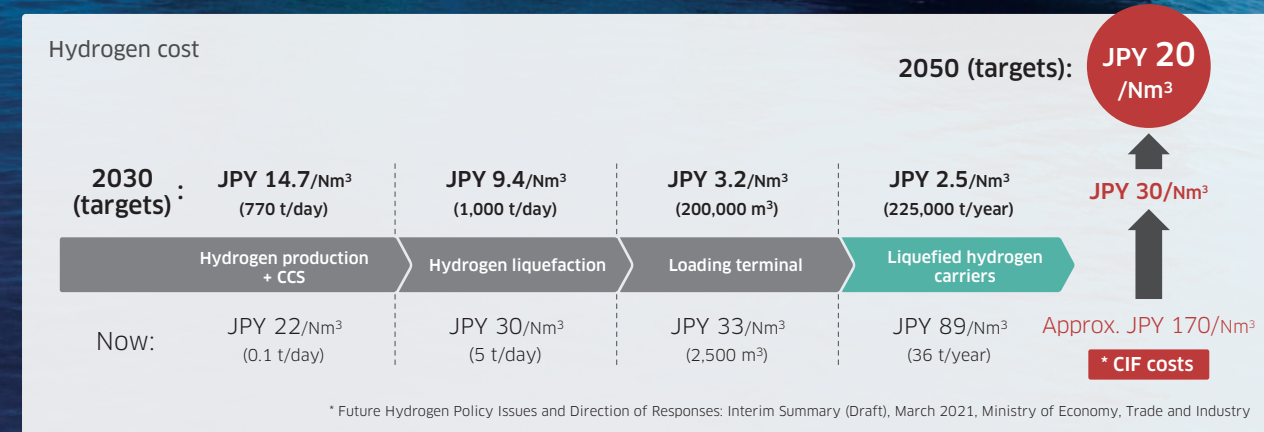 Hydrogen cost
2050 (targets):
JPY 20
/Nm³
2030
(targets) :
JPY 14.7/Nm³
(770 t/day)
JPY 9.4/Nm³
(1,000 t/day)
JPY 3.2/Nm³
(200,000 m³)
JPY 2.5/Nm³
(225,000 t/year)
JPY 30/Nm³
Hydrogen production
+ CCS
Hydrogen liquefaction
Loading terminal
Liquefied hydrogen
carriers
Now:
JPY 22/Nm³
(0.1 t/day)
JPY 30/Nm³
(5 t/day)
JPY 33/Nm³
(2,500 m³)
JPY 89/Nm³
(36 t/year)
Approx. JPY 170/Nm³
* CIF costs
* Future Hydrogen Policy Issues and Direction of Responses: Interim Summary (Draft), March 2021, Ministry of Economy, Trade and Industry